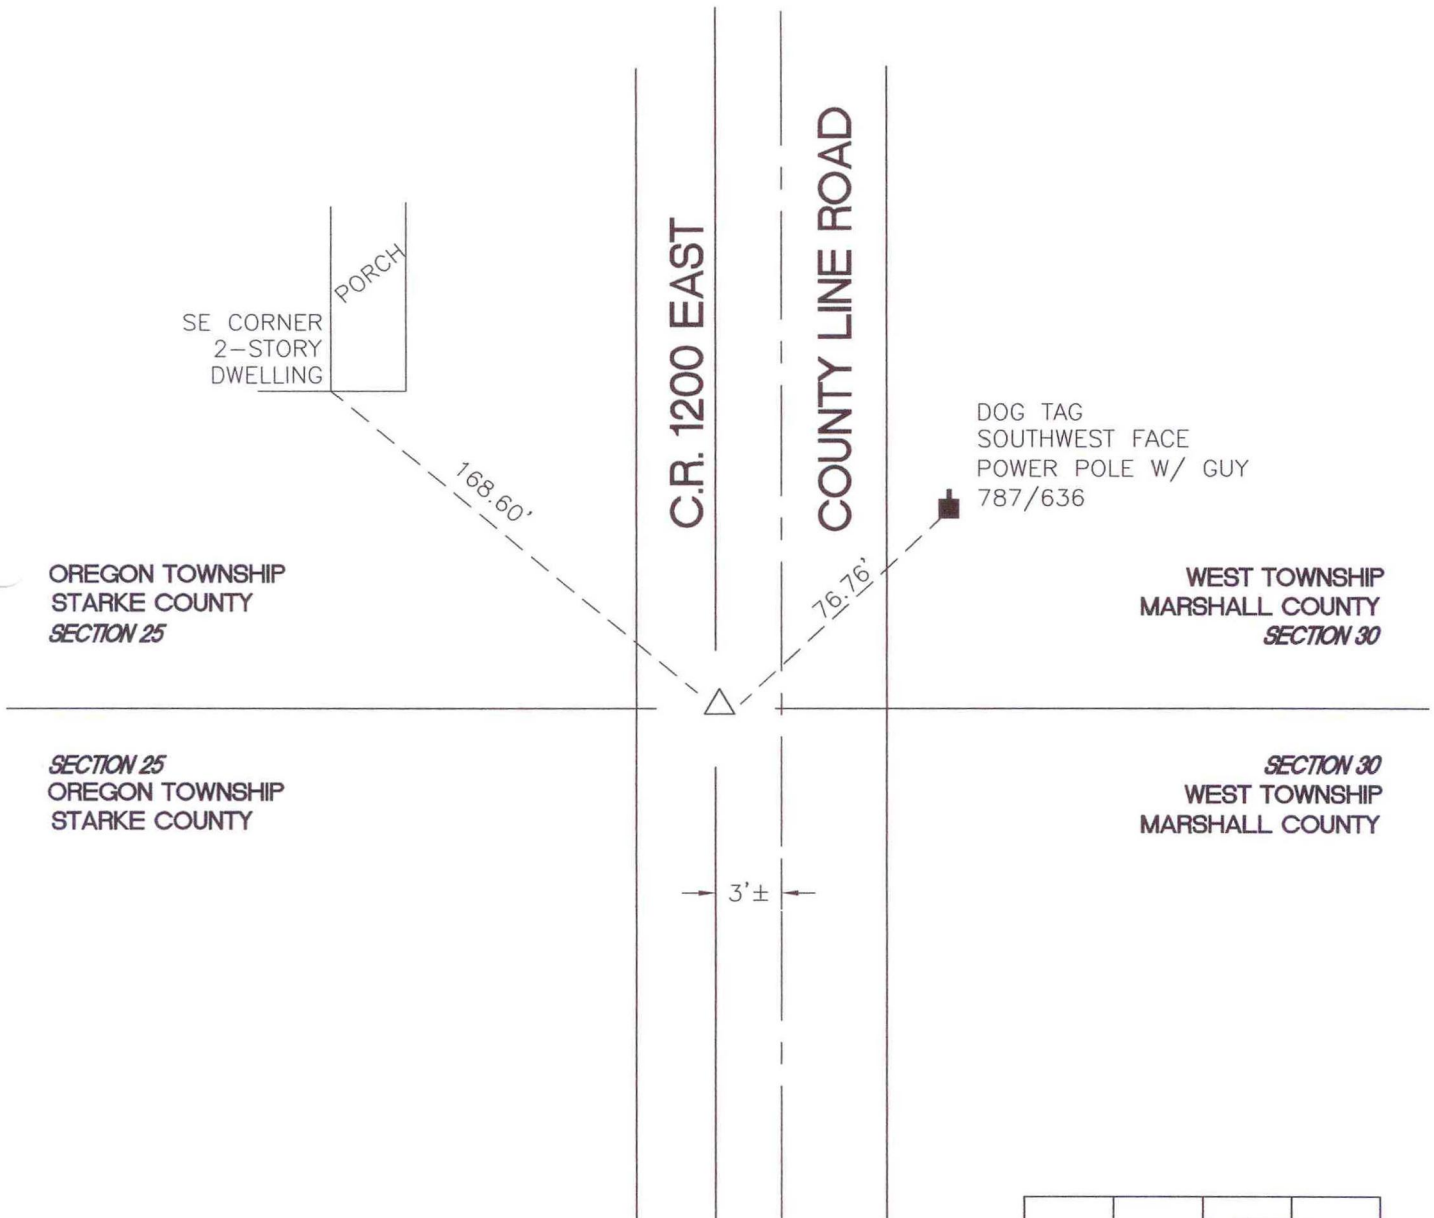 C.R. 1200 EAST
COUNTY LINE ROAD
PORCH
SE CORNER
2-STORY
DWELLING
168.60'
DOG TAG
SOUTHWEST FACE
POWER POLE W/ GUY
787/636
76.76'
OREGON TOWNSHIP
STARKE COUNTY
SECTION 25
WEST TOWNSHIP
MARSHALL COUNTY
SECTION 30
SECTION 25
OREGON TOWNSHIP
STARKE COUNTY
SECTION 30
WEST TOWNSHIP
MARSHALL COUNTY
3'±